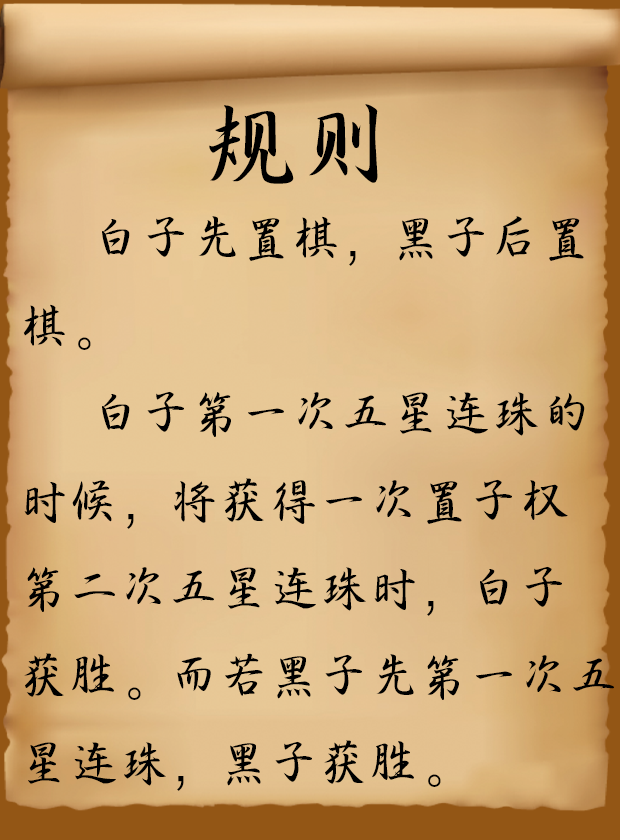 规则
白子先置棋，黑子后置
棋。
白子第一次五星连珠的
时候，将获得一次置子权
第二次五星连珠时，白子
获胜。而若黑子先第一次五
星连珠，黑子获胜。